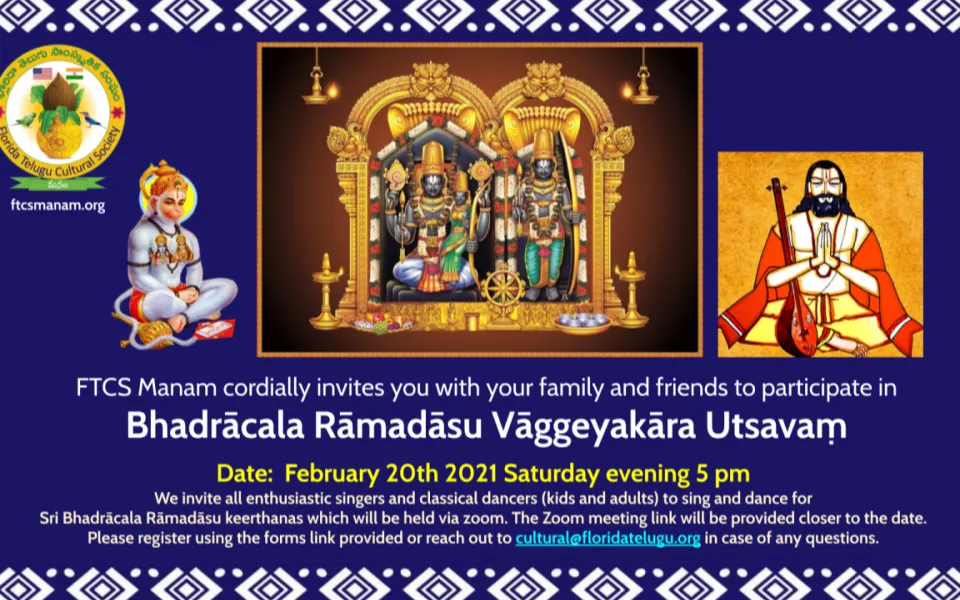 ఫ్లోరిడా తెలుగు సాంస్కృతిక సంఘం
Florida Telugu Cultural Society
మనం
ftcsmanam.org
FTCS Manam cordially invites you with your family and friends to participate in
Bhadrācala Rāmadāsu Vāggeyakāra Utsavaṃ
Date: February 20th 2021 Saturday evening 5 pm
We invite all enthusiastic singers and classical dancers (kids and adults) to sing and dance for
Sri Bhadrācala Rāmadāsu keerthanas which will be held via zoom. The Zoom meeting link will be provided closer to the date.
Please register using the forms link provided or reach out to cultural@floridatelugu.org in case of any questions.